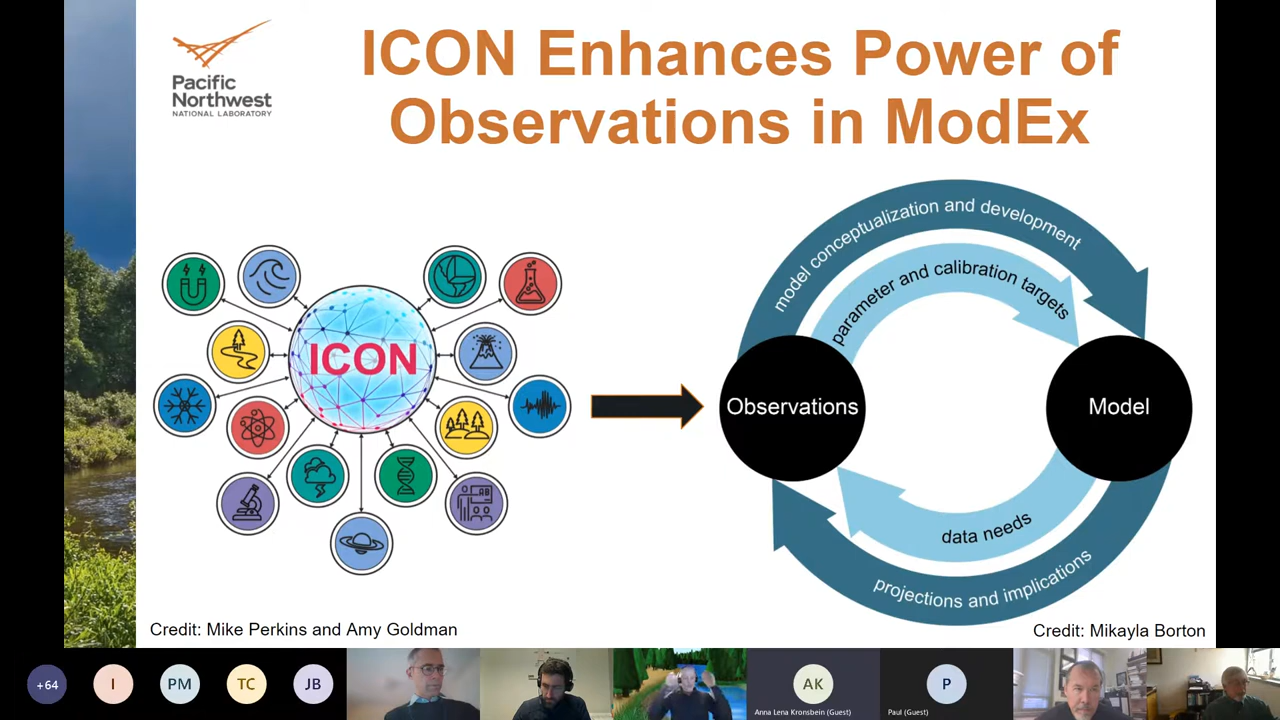 ICON Enhances Power of
Observations in ModEx
Pacific
Northwest
NATIONAL LABORATORY
ICON
AB
model conceptualization and development
parameter and calibration targets
Observations
Model
data needs
projections and implications
Credit: Mike Perkins and Amy Goldman
Credit: Mikayla Borton
+64
I
PM
TC
JB
AK
Anna Lena Kronsbein (Guest)
P
Paul (Guest)